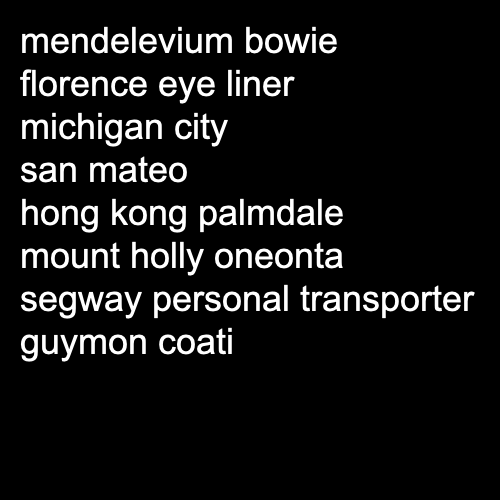 mendelevium bowie
florence eye liner
michigan city
san mateo
hong kong palmdale
mount holly oneonta
segway personal transporter
guymon coati